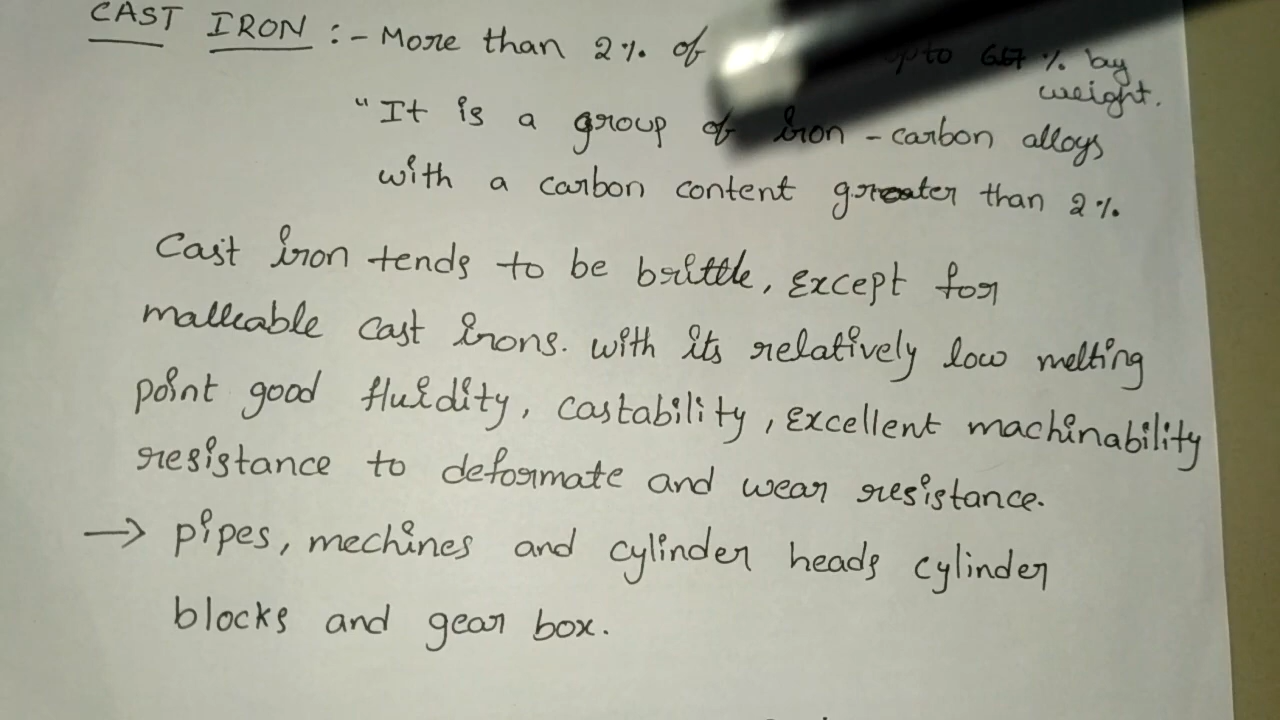 CAST IRON :- More than 2% of upto 6.67 % by
weight.
"It is a group of iron - carbon alloys
with a carbon content greater than 2%.
Cast iron tends to be brittle, Except for
malleable cast irons. with its relatively low melting
point good fluidity, castability, Excellent machinability
resistance to deformate and wear resistance.
→ pipes, mechines and cylinder heads cylinder
blocks and gear box.